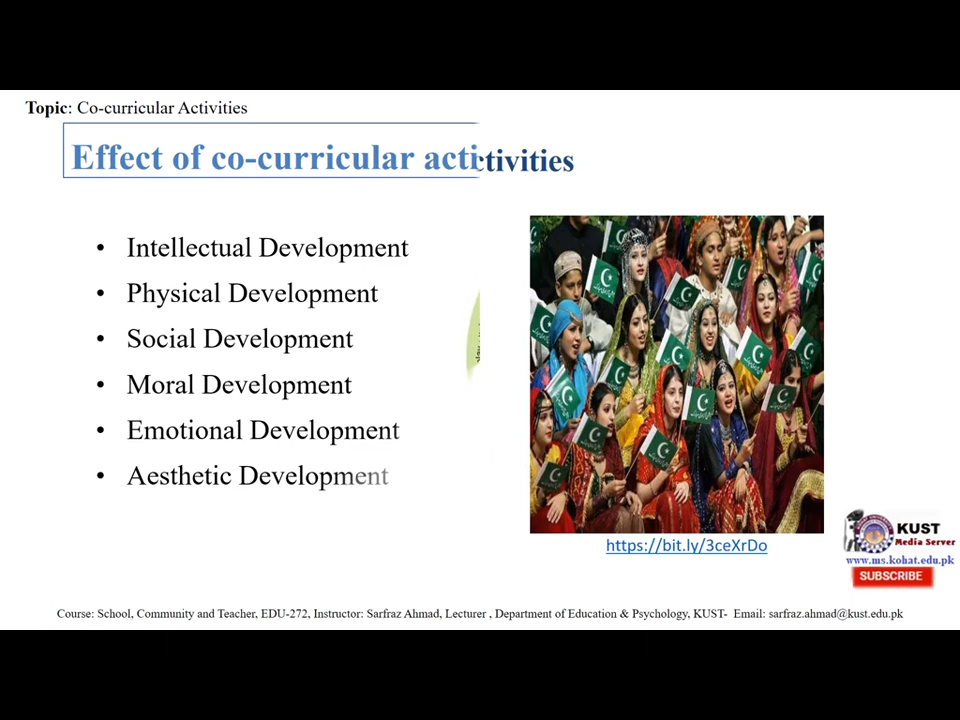 Topic: Co-curricular Activities
Effect of co-curricular acti
ctivities
• Intellectual Development
• Physical Development
• Social Development
• Moral Development
• Emotional Development
• Aesthetic Development
https://bit.ly/3ceXrDo
KUST
Media Server
www.ms.kohat.edu.pk
SUBSCRIBE
Course: School, Community and Teacher, EDU-272, Instructor: Sarfraz Ahmad, Lecturer , Department of Education & Psychology, KUST- Email: sarfraz.ahmad@kust.edu.pk